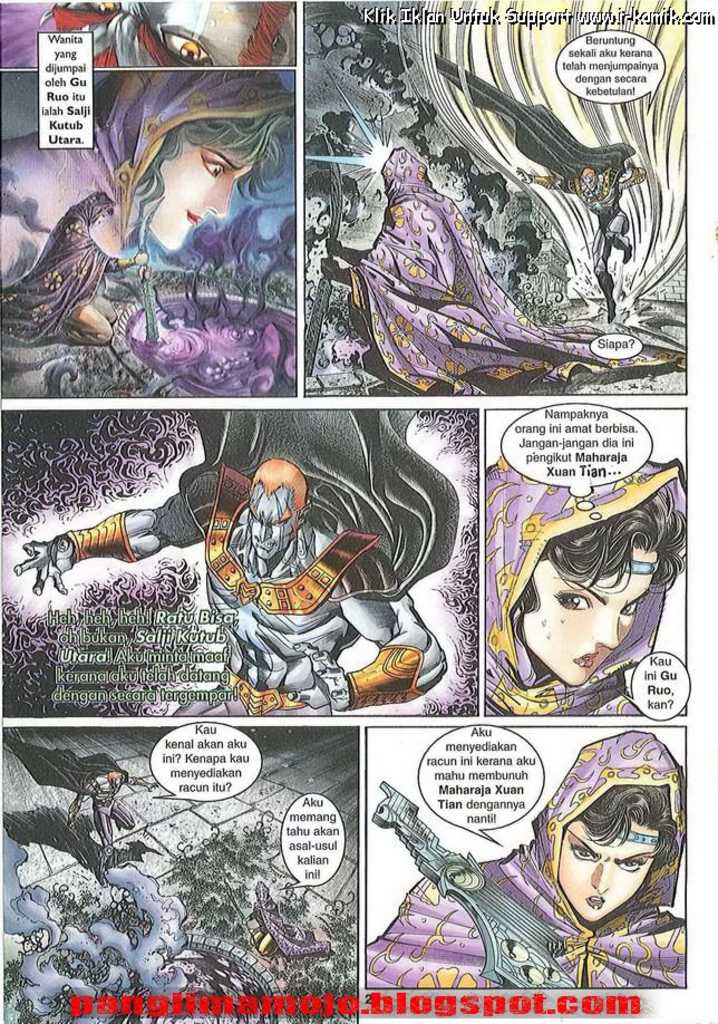 Klik Iklan Untuk Support www.i-komik.com
Wanita
yang
dijumpai
oleh Gu
Ruo itu
ialah Salji
Kutub
Utara.
Beruntung
sekali aku kerana
telah menjumpainya
dengan secara
kebetulan!
Siapa?
Heh, heh, heh! Ratu Bisa,
oh bukan, Salji Kutub
Utara! Aku minta maaf
kerana aku telah datang
dengan secara tergempar!
Nampaknya
orang ini amat berbisa.
Jangan-jangan dia ini
pengikut Maharaja
Xuan Tian...
Kau
ini Gu
Ruo,
kan?
Kau
kenal akan aku
ini? Kenapa kau
menyediakan
racun itu?
Aku
memang
tahu akan
asal-usul
kalian
ini!
Aku
menyediakan
racun ini kerana aku
mahu membunuh
Maharaja Xuan
Tian dengannya
nanti!
panglimamojo.blogspot.com